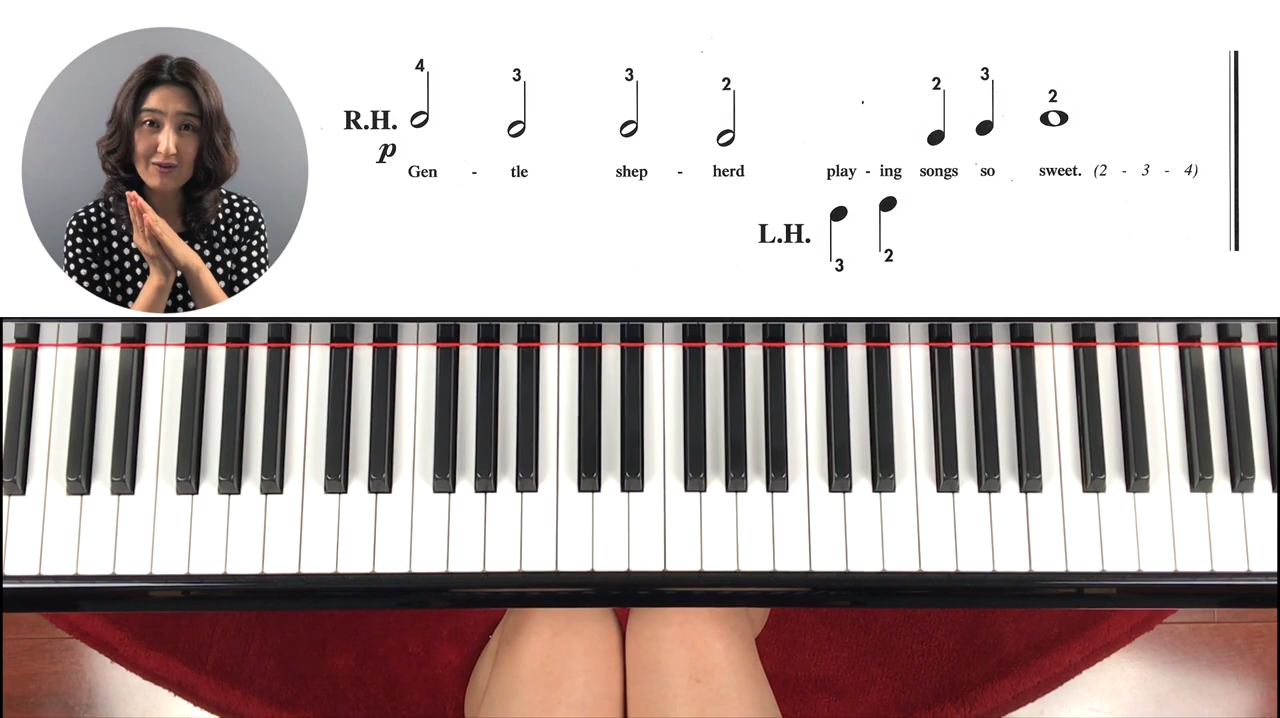 4 3 3 2 2 3 2
R.H.
p
Gen - tle shep - herd play - ing songs so sweet. (2 - 3 - 4)
L.H.
3 2